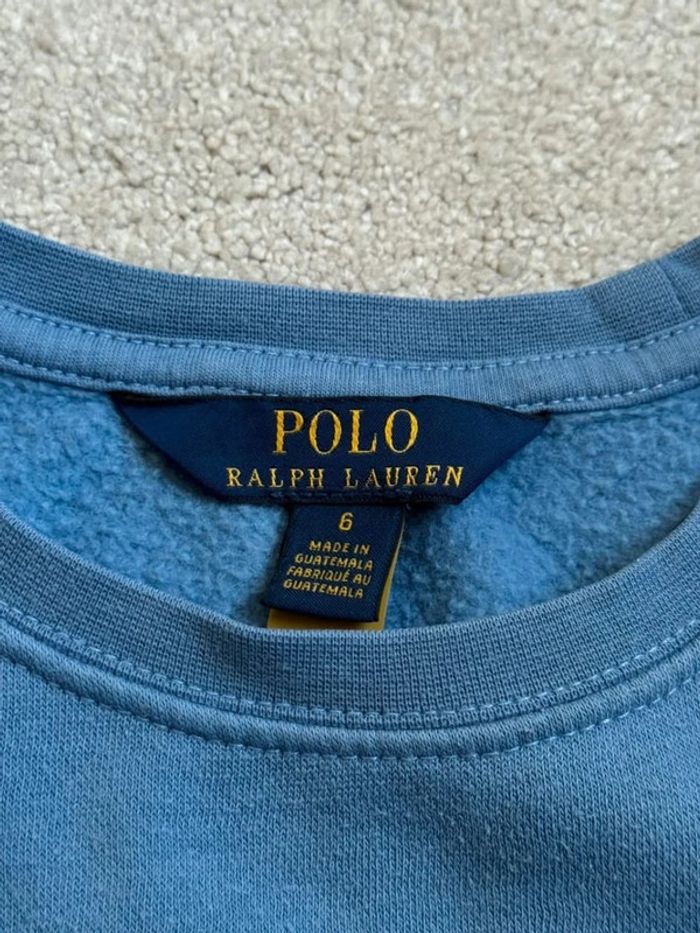 POLO
RALPH LAUREN
6
MADE IN
GUATEMALA
FABRIQUÉ AU
GUATEMALA